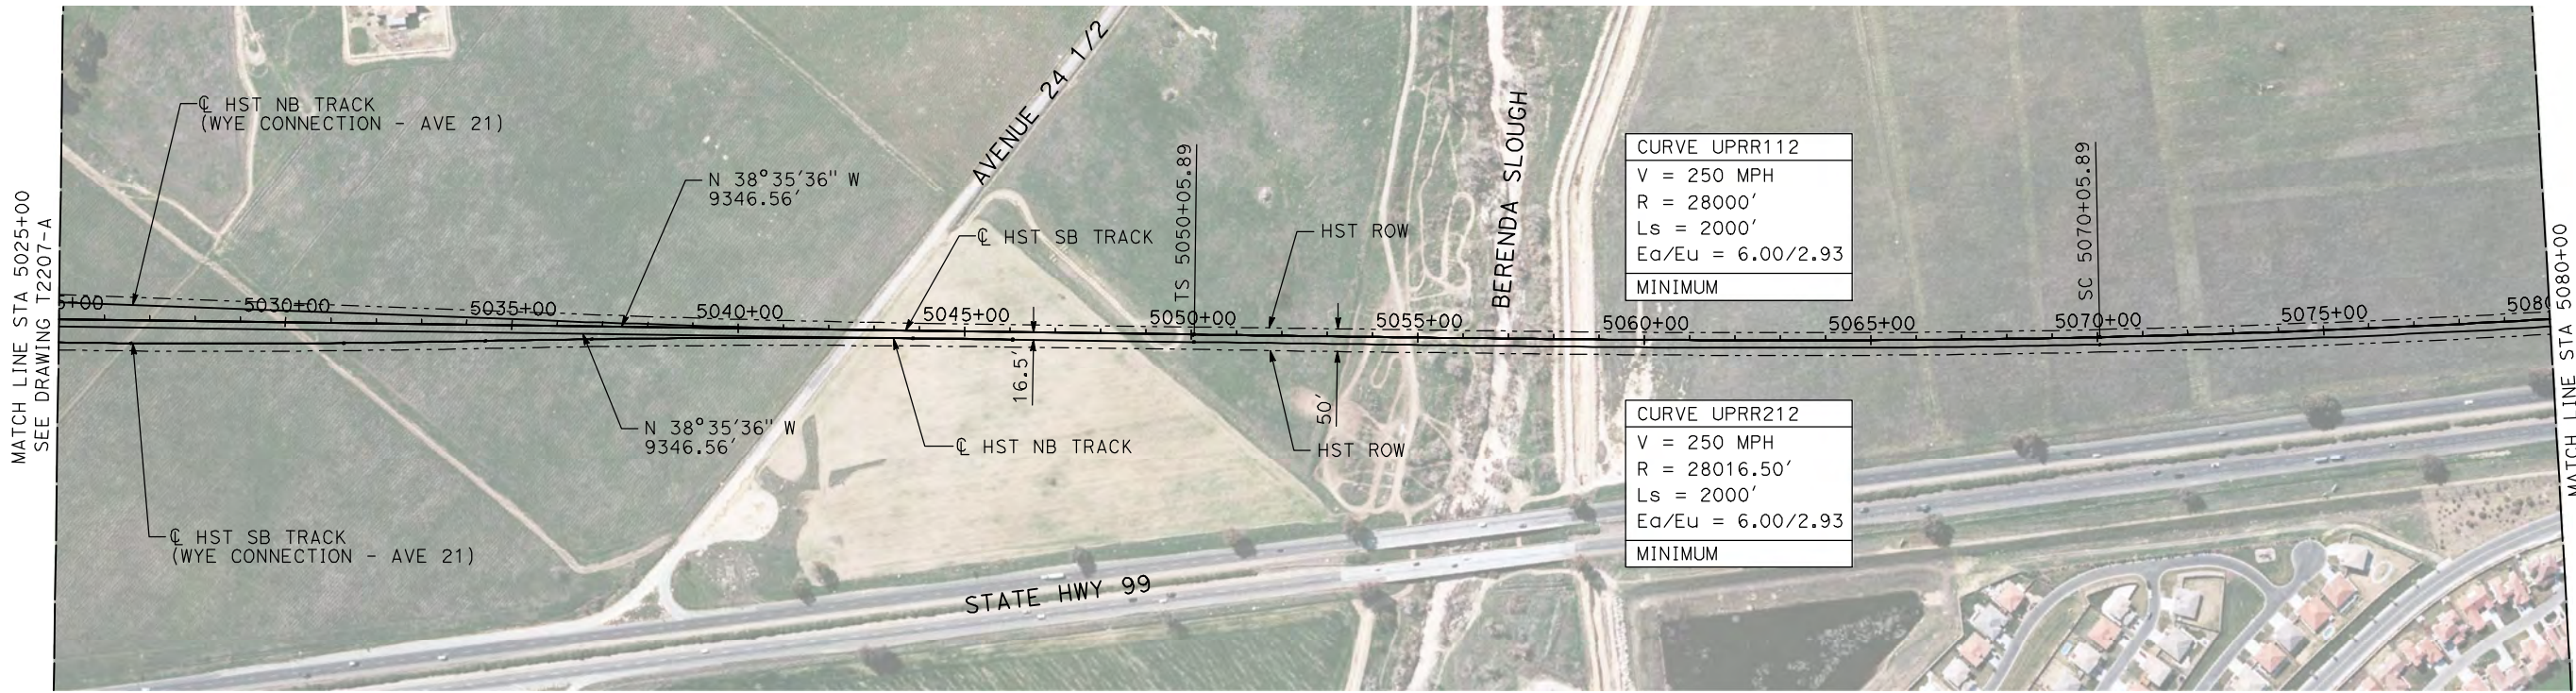 MATCH LINE STA 5025+00
SEE DRAWING T2207-A
℄ HST NB TRACK
(WYE CONNECTION - AVE 21)
N 38°35'36" W
9346.56'
AVENUE 24 1/2
℄ HST SB TRACK
TS 5050+05.89
HST ROW
BERENDA SLOUGH
CURVE UPRR112
V = 250 MPH
R = 28000'
Ls = 2000'
Ea/Eu = 6.00/2.93
MINIMUM
SC 5070+05.89
5+00
5030+00
5035+00
5040+00
5045+00
5050+00
5055+00
5060+00
5065+00
5070+00
5075+00
5080
MATCH LINE STA 5080+00
℄ HST SB TRACK
(WYE CONNECTION - AVE 21)
N 38°35'36" W
9346.56'
℄ HST NB TRACK
16.5'
50'
HST ROW
CURVE UPRR212
V = 250 MPH
R = 28016.50'
Ls = 2000'
Ea/Eu = 6.00/2.93
MINIMUM
STATE HWY 99